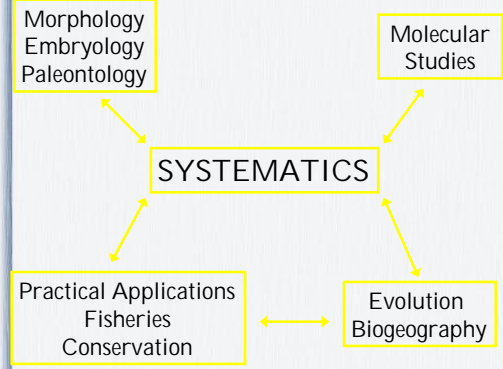 Morphology
Embryology
Paleontology
Molecular
Studies
SYSTEMATICS
Practical Applications
Fisheries
Conservation
Evolution
Biogeography